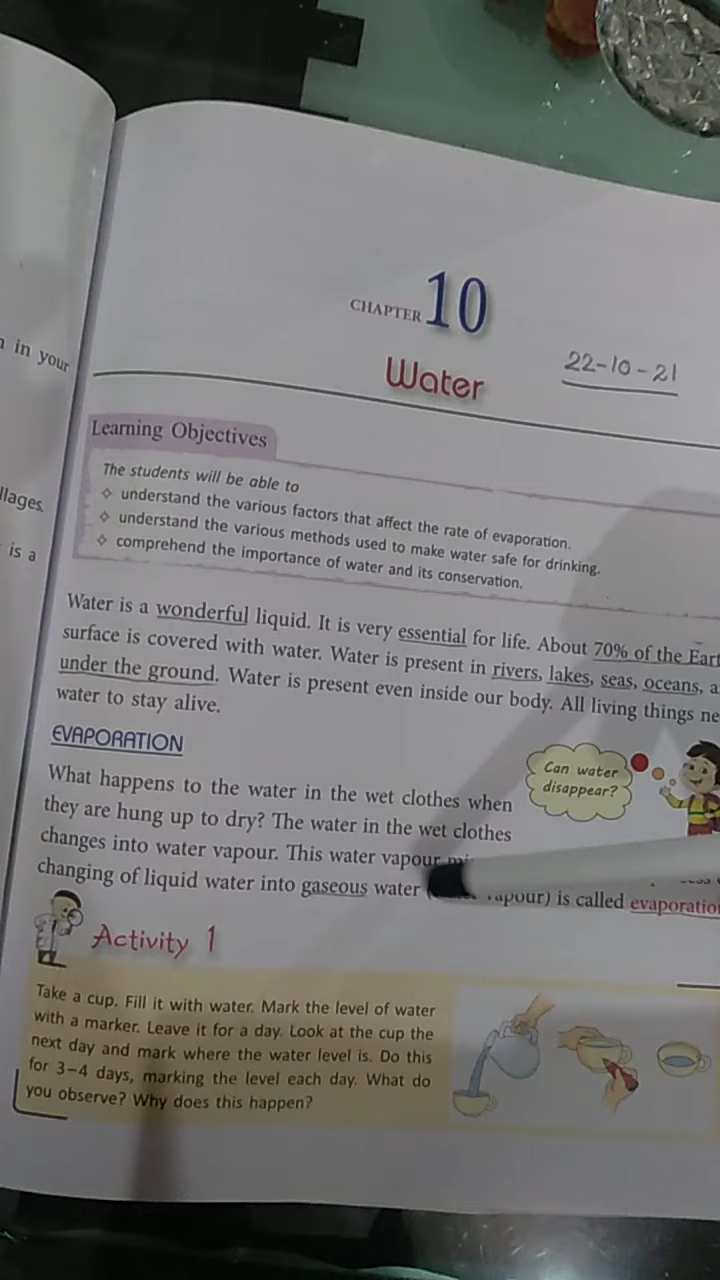 n in your
llages.
is a
CHAPTER 10
Water
22-10-21
Learning Objectives
The students will be able to
✧ understand the various factors that affect the rate of evaporation.
✧ understand the various methods used to make water safe for drinking.
✧ comprehend the importance of water and its conservation.
Water is a wonderful liquid. It is very essential for life. About 70% of the Eart
surface is covered with water. Water is present in rivers, lakes, seas, oceans, a
under the ground. Water is present even inside our body. All living things ne
water to stay alive.
EVAPORATION
Can water
disappear?
What happens to the water in the wet clothes when
they are hung up to dry? The water in the wet clothes
changes into water vapour. This water vapour
changing of liquid water into gaseous water vapour) is called evaporatio
Activity 1
Take a cup. Fill it with water. Mark the level of water
with a marker. Leave it for a day. Look at the cup the
next day and mark where the water level is. Do this
for 3–4 days, marking the level each day. What do
you observe? Why does this happen?